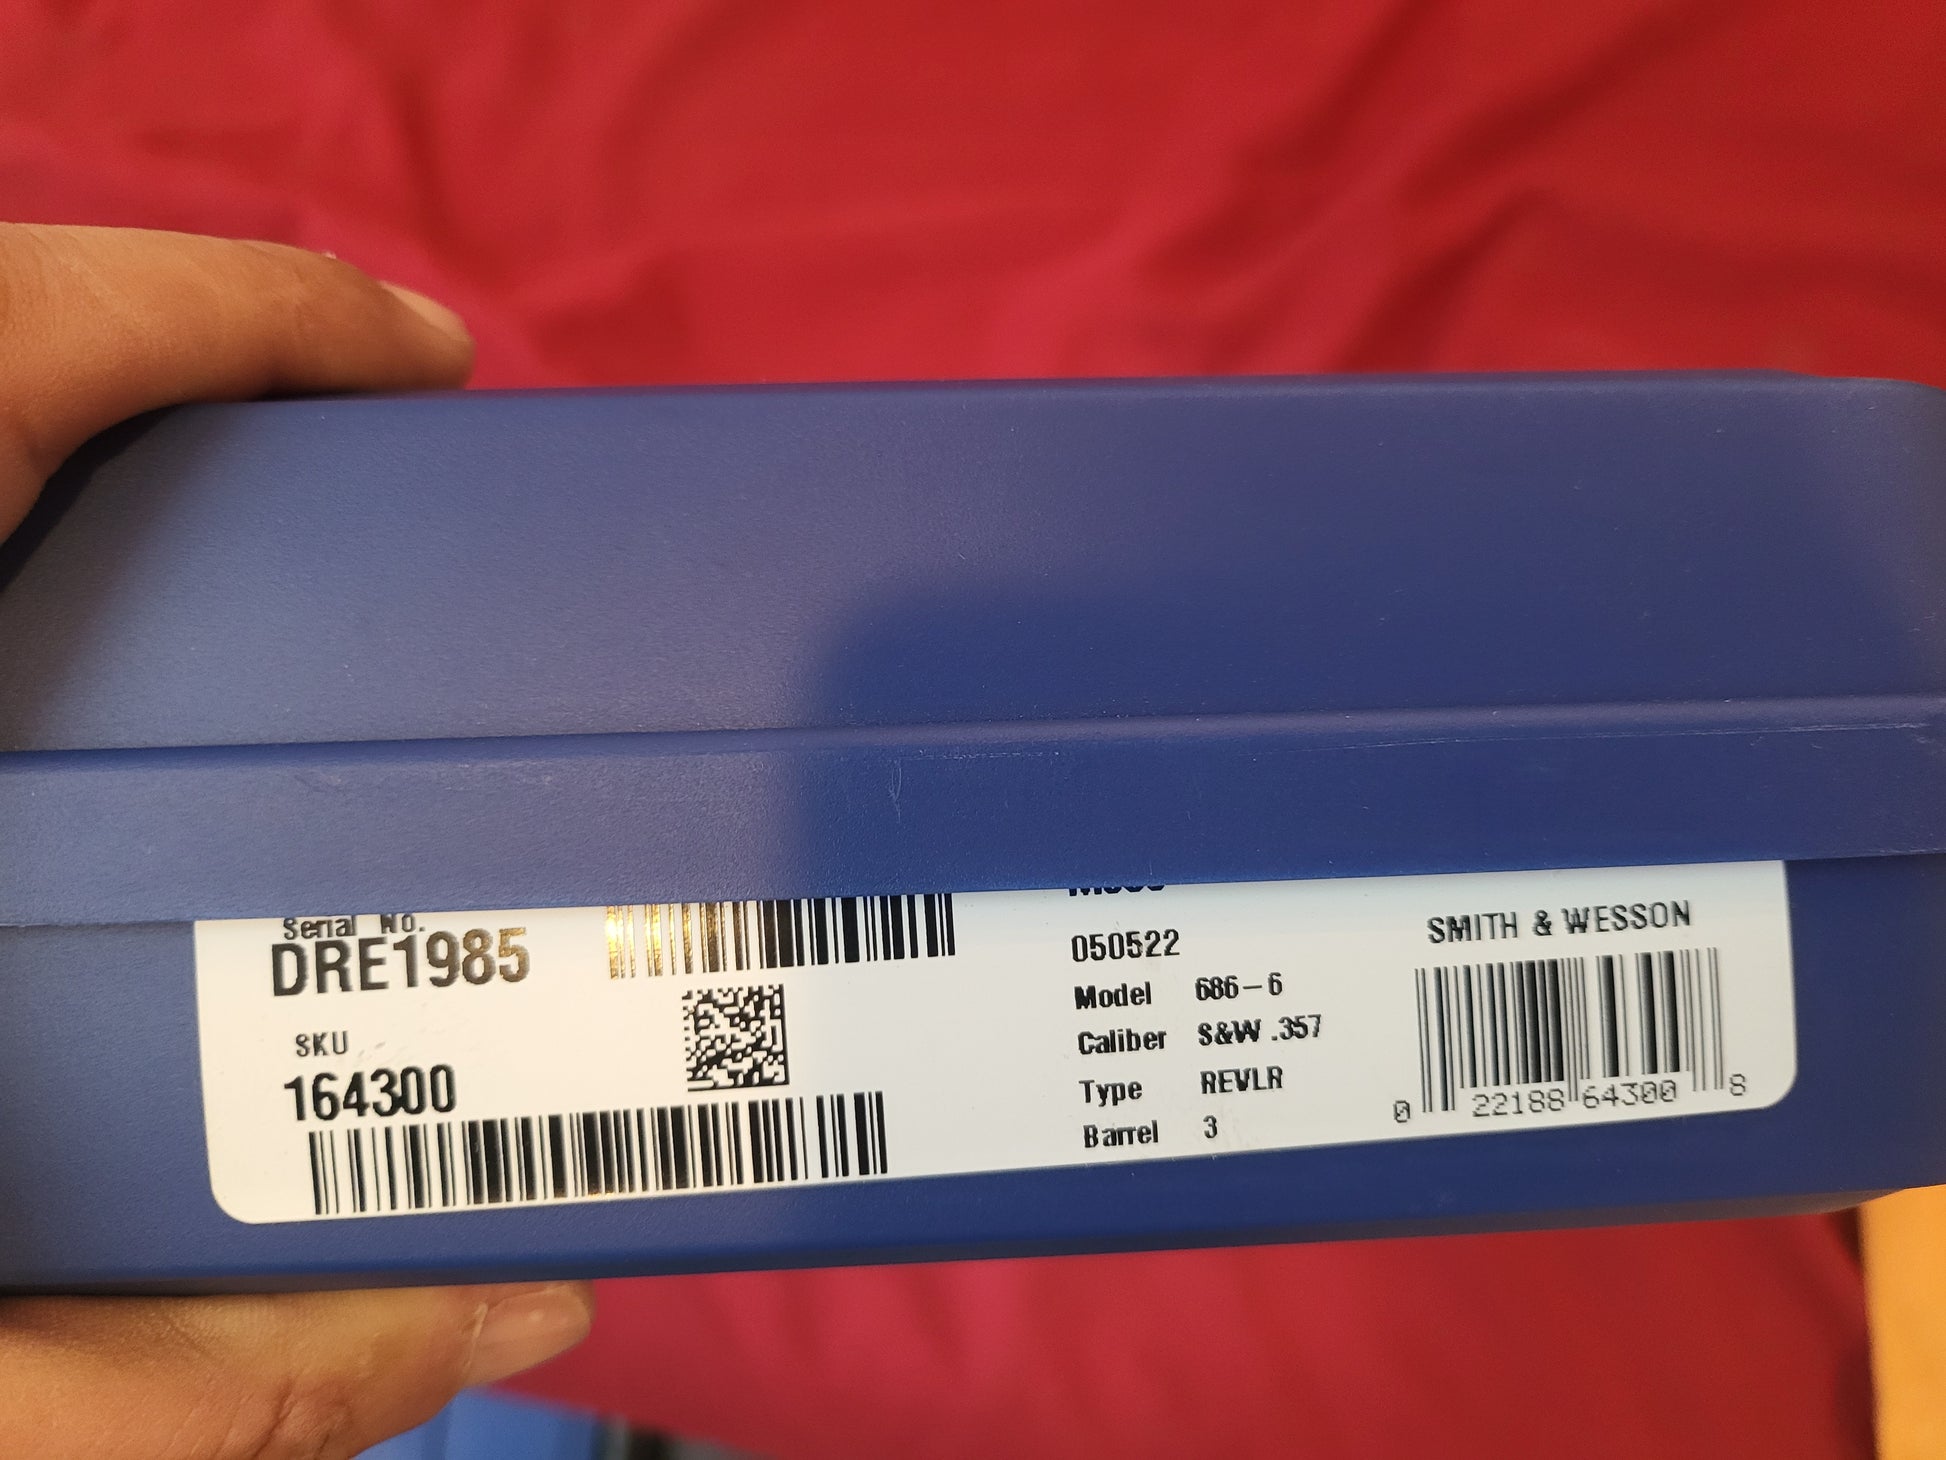 Serial No.
DRE1985
SKU
164300
050522
Model 686-6
Caliber S&W .357
Type REVLR
Barrel 3
SMITH & WESSON
0 22188 64300 8